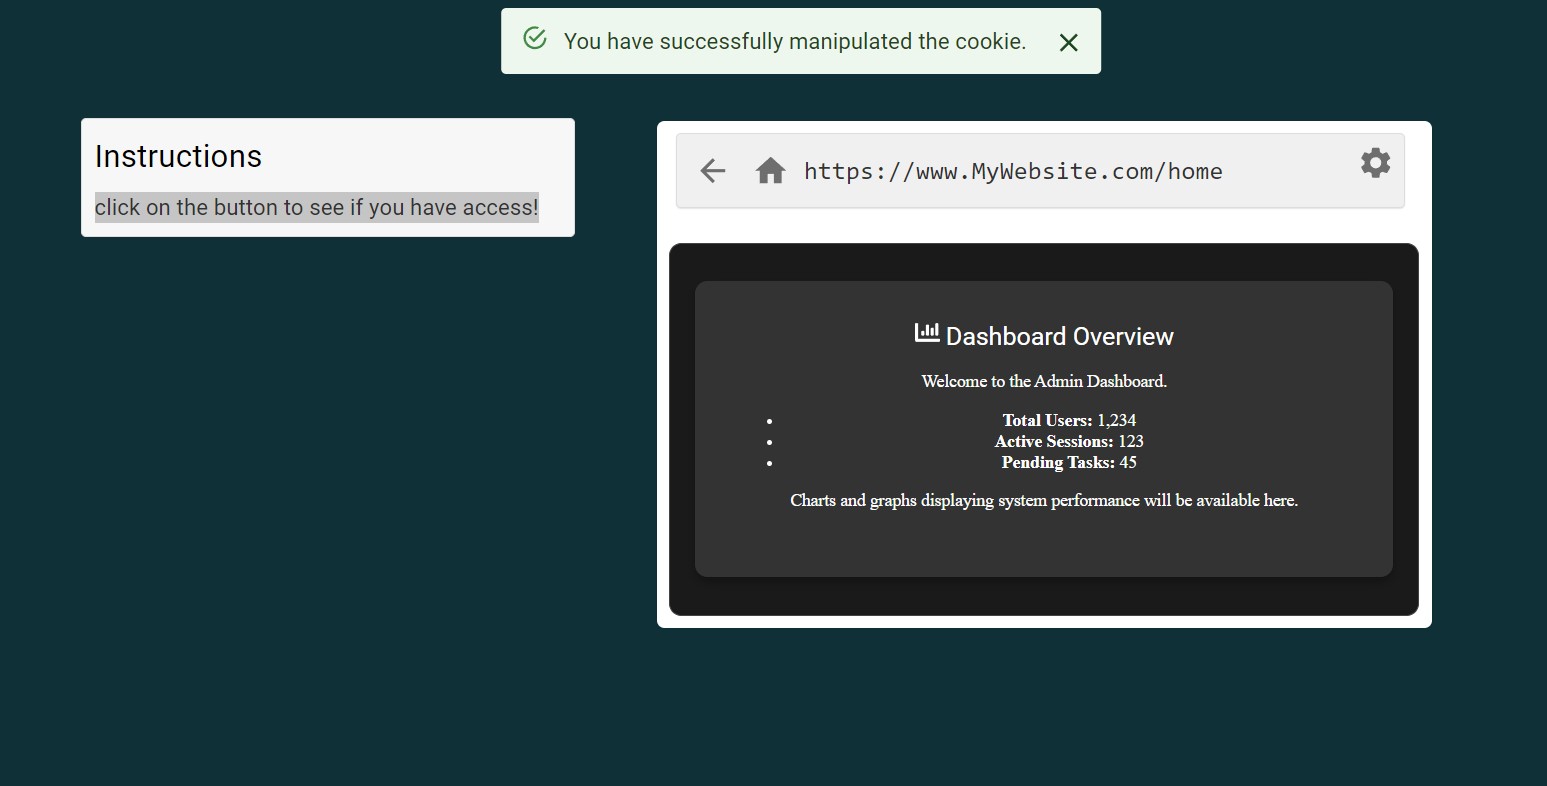 You have successfully manipulated the cookie.
Instructions
click on the button to see if you have access!
https://www.MyWebsite.com/home
Dashboard Overview
Welcome to the Admin Dashboard.
• Total Users: 1,234
• Active Sessions: 123
• Pending Tasks: 45
Charts and graphs displaying system performance will be available here.